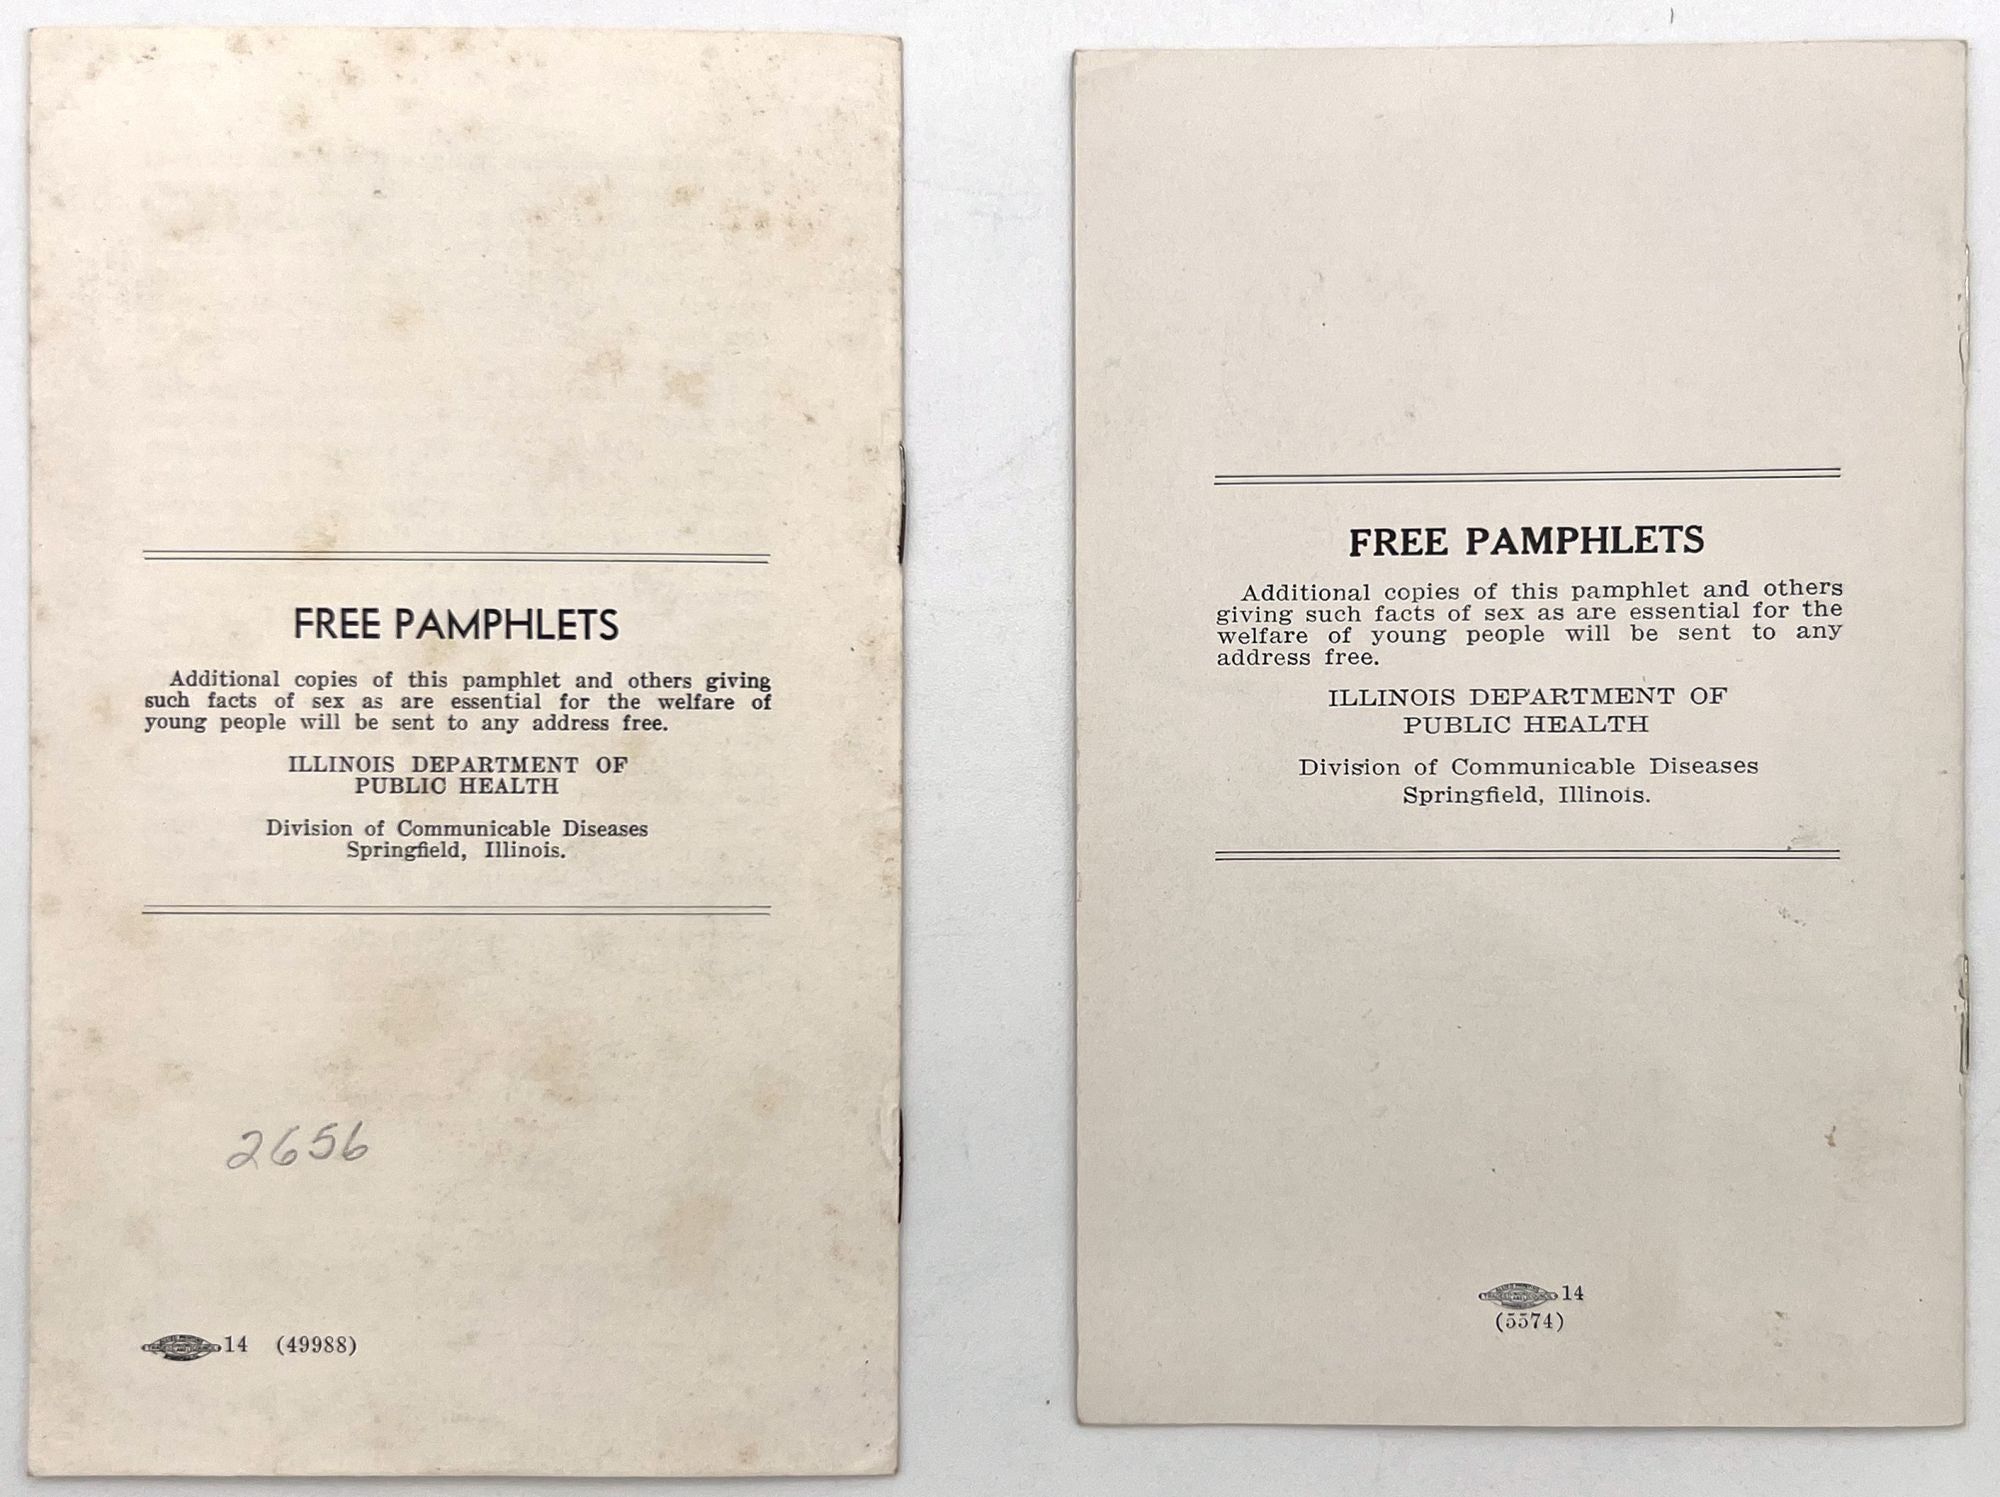 FREE PAMPHLETS
Additional copies of this pamphlet and others giving
such facts of sex as are essential for the welfare of
young people will be sent to any address free.
ILLINOIS DEPARTMENT OF
PUBLIC HEALTH
Division of Communicable Diseases
Springfield, Illinois.
2656
14 (49988)
FREE PAMPHLETS
Additional copies of this pamphlet and others
giving such facts of sex as are essential for the
welfare of young people will be sent to any
address free.
ILLINOIS DEPARTMENT OF
PUBLIC HEALTH
Division of Communicable Diseases
Springfield, Illinois.
14
(5574)